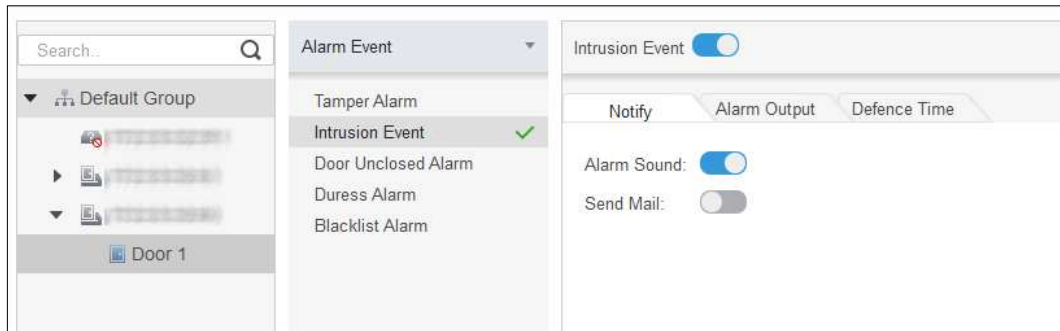 Search..
Default Group
Door 1
Alarm Event
Tamper Alarm
Intrusion Event
Door Unclosed Alarm
Duress Alarm
Blacklist Alarm
Intrusion Event
Notify
Alarm Output
Defence Time
Alarm Sound:
Send Mail: